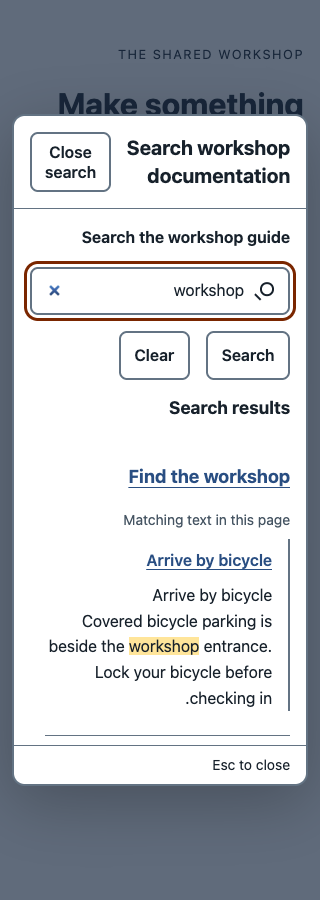 THE SHARED WORKSHOP
Make something
Close
search
Search workshop
documentation
Search the workshop guide
workshop
Clear
Search
Search results
Find the workshop
Matching text in this page
Arrive by bicycle
Arrive by bicycle
Covered bicycle parking is
beside the workshop entrance.
Lock your bicycle before
.checking in
Esc to close